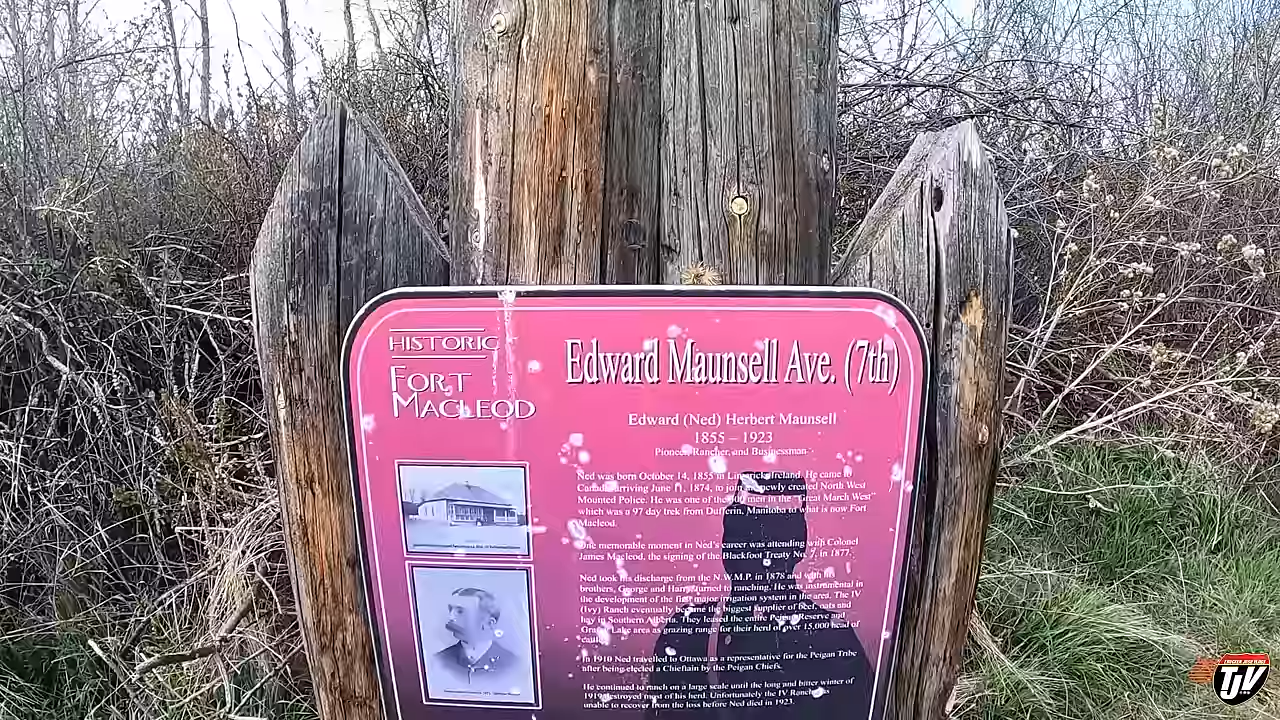 HISTORIC
FORT
MACLEOD
Edward Maunsell Ave. (7th)
Edward (Ned) Herbert Maunsell
1855 – 1923
Pioneer, Rancher, and Businessman
Ned was born October 14, 1855 in Limerick, Ireland. He came to
Canada, arriving June 1, 1874, to join a newly created North West
Mounted Police. He was one of the men in the "Great March West"
which was a 97 day trek from Dufferin, Manitoba to what is now Fort
Macleod.
One memorable moment in Ned's career was attending with Colonel
James Macleod, the signing of the Blackfoot Treaty No. 7, in 1877.
Ned took his discharge from the N.W.M.P. in 1878 and with his
brothers, George and Harry, turned to ranching. He was instrumental in
the development of the first major irrigation system in the area. The IV
(Ivy) Ranch eventually became the biggest supplier of beef, oats and
hay in Southern Alberta. They leased the entire Peigan Reserve and
Grassy Lake area as grazing range for their herd of over 15,000 head of
cattle.
In 1910 Ned travelled to Ottawa as a representative for the Peigan Tribe
after being elected a Chieftain by the Peigan Chiefs.
He continued to ranch on a large scale until the long and bitter winter of
1919 destroyed most of his herd. Unfortunately the IV Ranch was
unable to recover from the loss before Ned died in 1923.
TJV